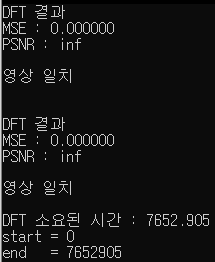 DFT 결과
MSE : 0.000000
PSNR : inf
영상 일치
DFT 결과
MSE : 0.000000
PSNR : inf
영상 일치
DFT 소요된 시간 : 7652.905
start = 0
end   = 7652905